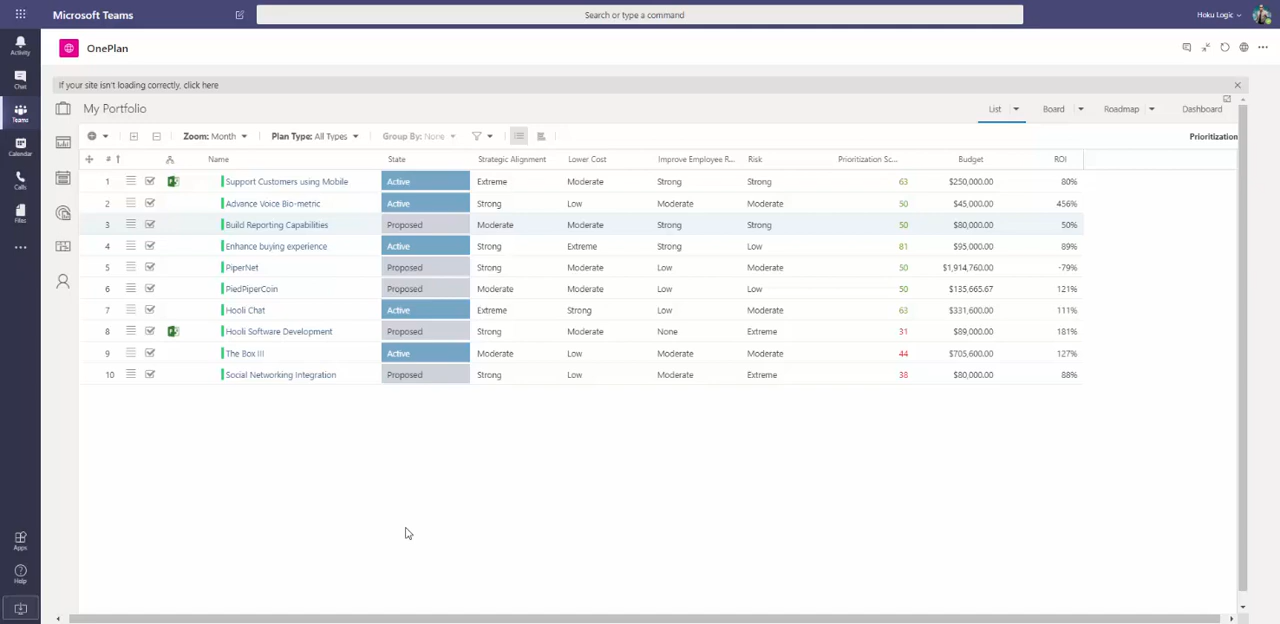 Microsoft Teams
Search or type a command
Hoku Logic
Activity
Chat
Teams
Calendar
Calls
Files
Apps
Help
OnePlan
If your site isn't loading correctly, click here
My Portfolio
List Board Roadmap Dashboard
Zoom: Month Plan Type: All Types Group By: None Prioritization
# Name State Strategic Alignment Lower Cost Improve Employee R... Risk Prioritization Sc... Budget ROI
1 Support Customers using Mobile Active Extreme Moderate Strong Strong 63 $250,000.00 80%
2 Advance Voice Bio-metric Active Strong Low Moderate Moderate 50 $45,000.00 456%
3 Build Reporting Capabilities Proposed Moderate Moderate Strong Strong 50 $80,000.00 50%
4 Enhance buying experience Active Strong Extreme Strong Low 81 $95,000.00 89%
5 PiperNet Proposed Strong Moderate Low Moderate 50 $1,914,760.00 -79%
6 PiedPiperCoin Proposed Moderate Moderate Low Low 50 $135,665.67 121%
7 Hooli Chat Active Extreme Strong Low Moderate 63 $331,600.00 111%
8 Hooli Software Development Proposed Strong Moderate None Extreme 31 $89,000.00 181%
9 The Box III Active Moderate Low Moderate Moderate 44 $705,600.00 127%
10 Social Networking Integration Proposed Strong Low Moderate Extreme 38 $80,000.00 88%